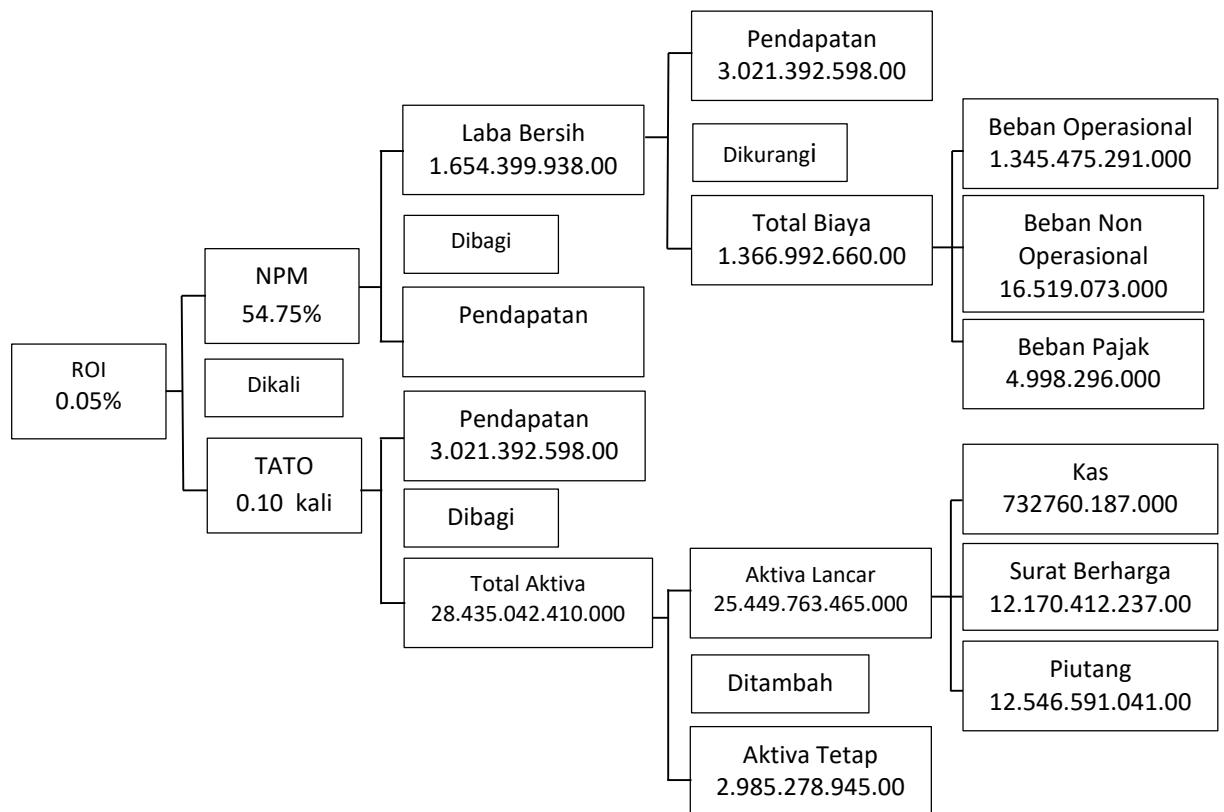 ROI
0.05%
NPM
54.75%
Dikali
TATO
0.10 kali
Laba Bersih
1.654.399.938.00
Dibagi
Pendapatan
Pendapatan
3.021.392.598.00
Dibagi
Total Aktiva
28.435.042.410.000
Pendapatan
3.021.392.598.00
Dikurangi
Total Biaya
1.366.992.660.00
Aktiva Lancar
25.449.763.465.000
Ditambah
Aktiva Tetap
2.985.278.945.00
Beban Operasional
1.345.475.291.000
Beban Non
Operasional
16.519.073.000
Beban Pajak
4.998.296.000
Kas
732760.187.000
Surat Berharga
12.170.412.237.00
Piutang
12.546.591.041.00